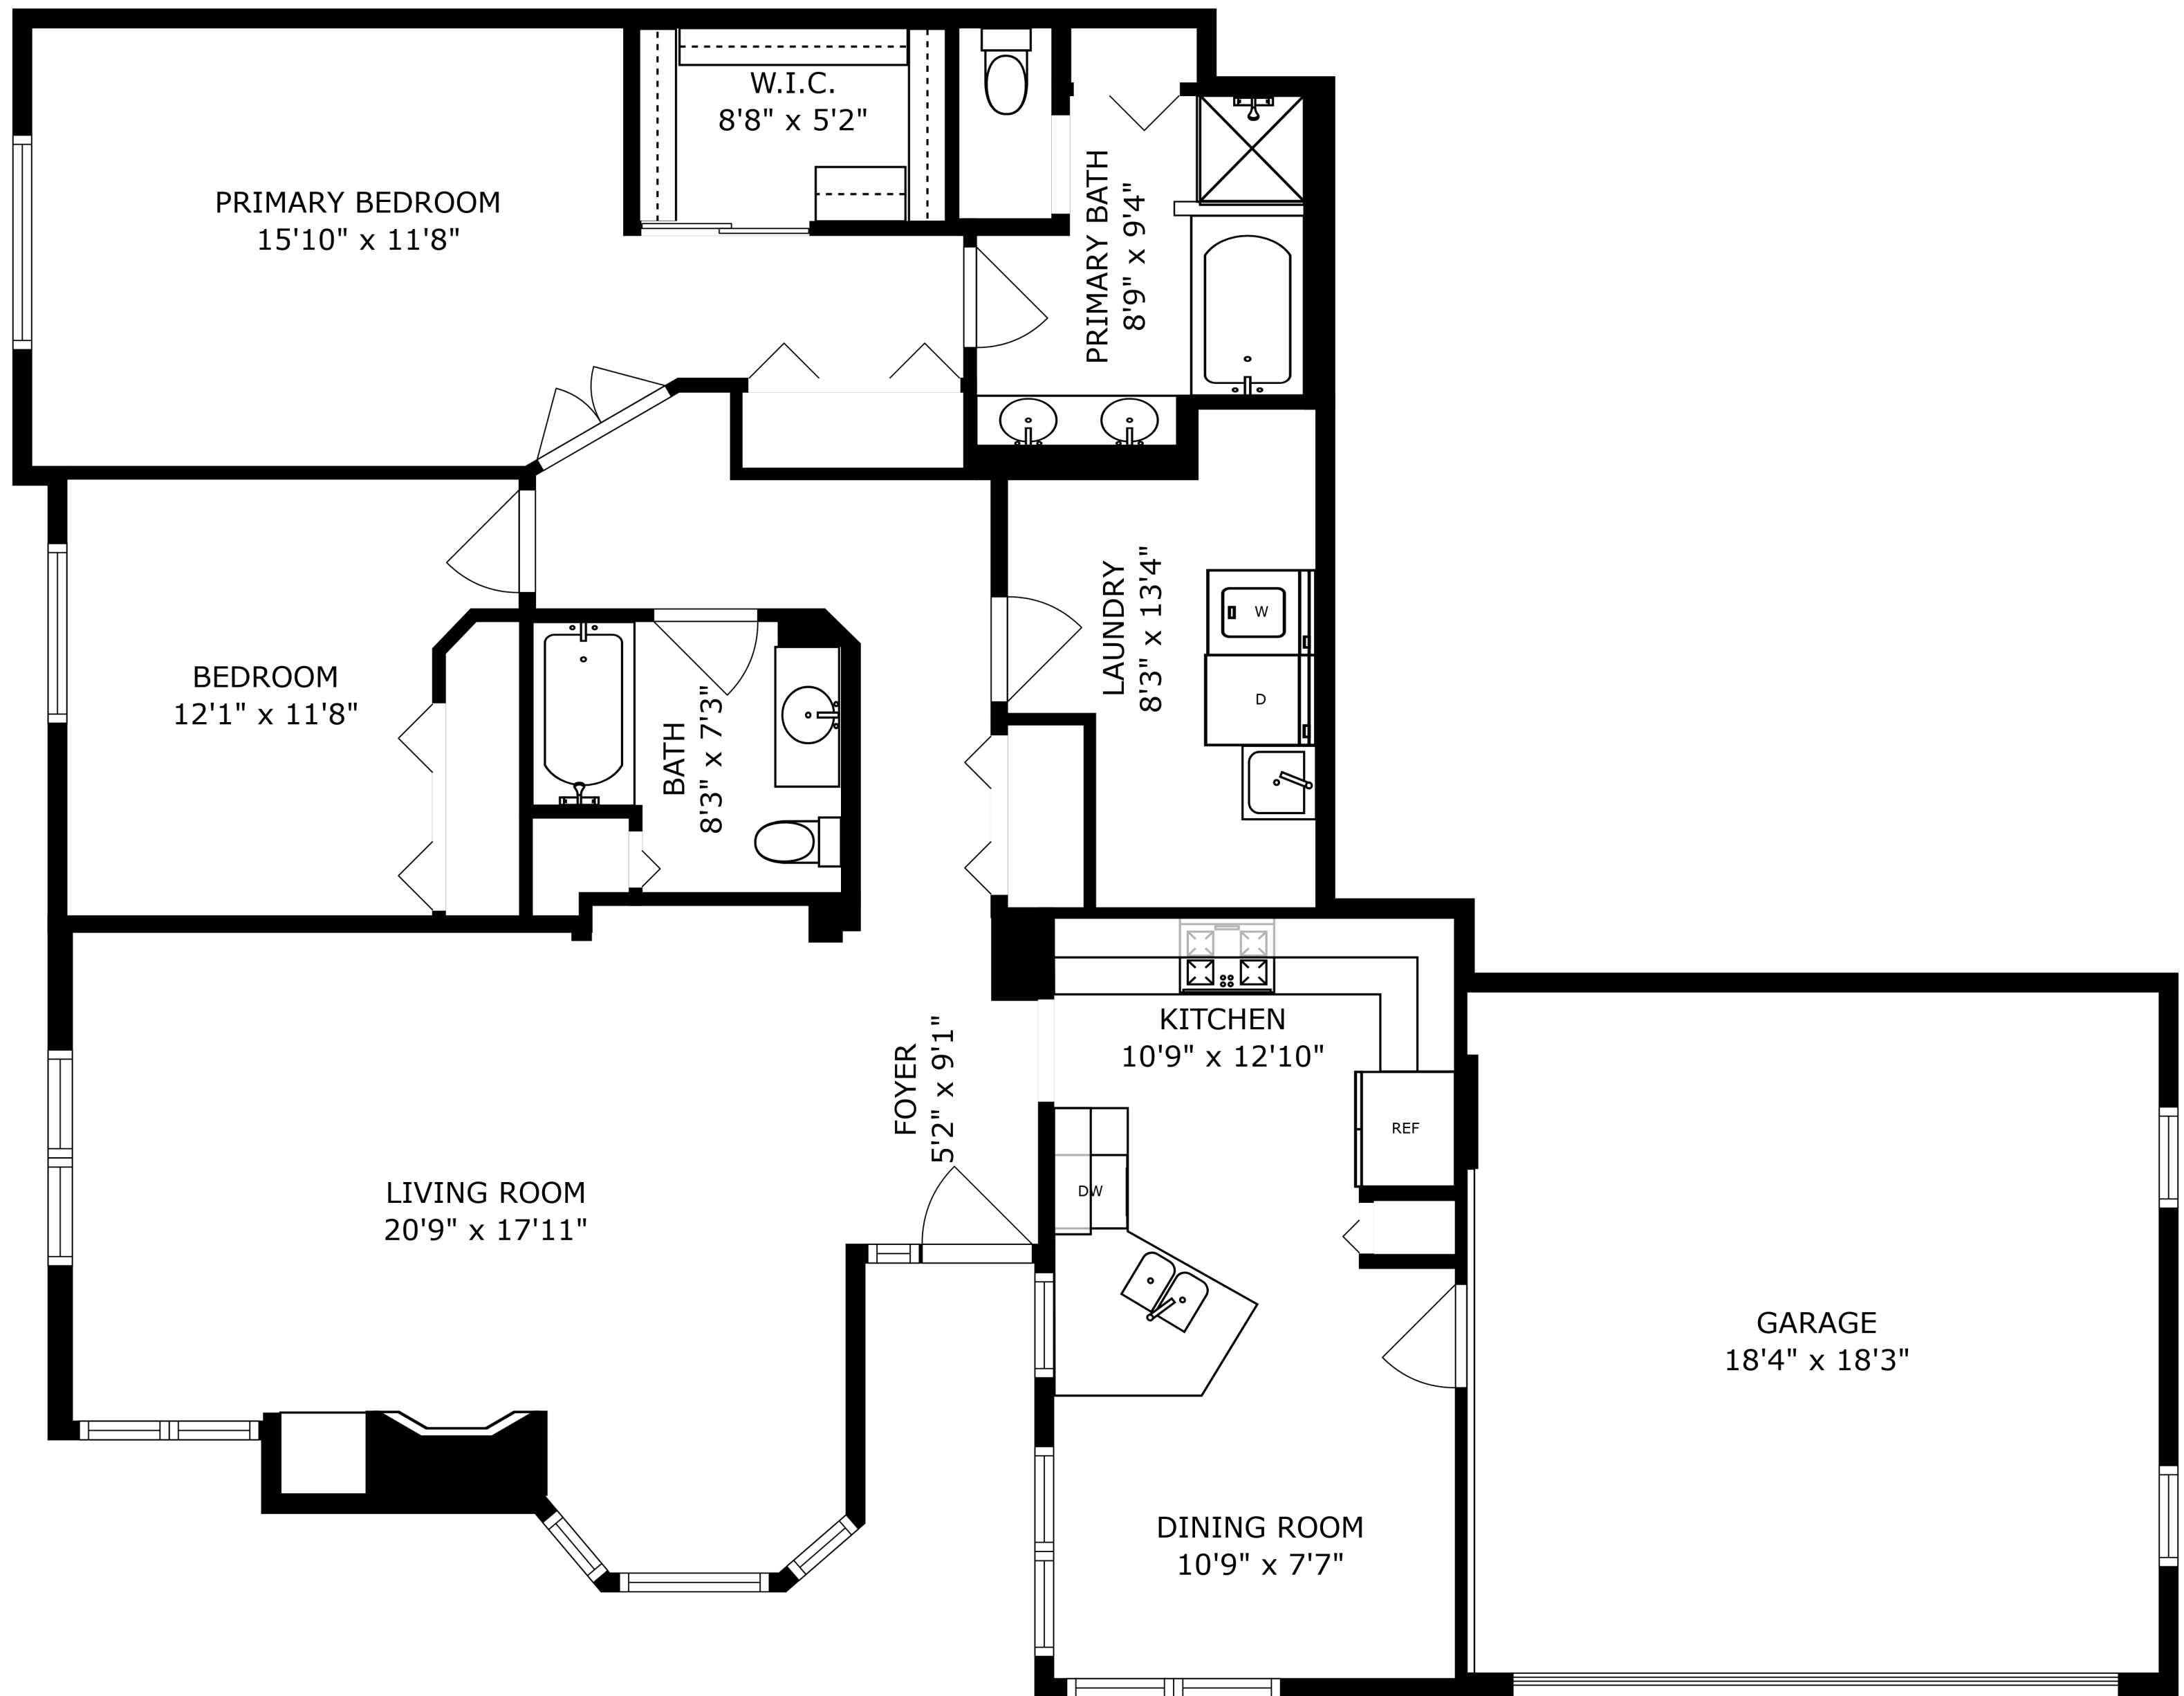 W.I.C.
8'8" x 5'2"
PRIMARY BEDROOM
15'10" x 11'8"
PRIMARY BATH
8'9" x 9'4"
BEDROOM
12'1" x 11'8"
BATH
8'3" x 7'3"
LAUNDRY
8'3" x 13'4"
W
D
KITCHEN
10'9" x 12'10"
FOYER
5'2" x 9'1"
REF
DW
LIVING ROOM
20'9" x 17'11"
GARAGE
18'4" x 18'3"
DINING ROOM
10'9" x 7'7"